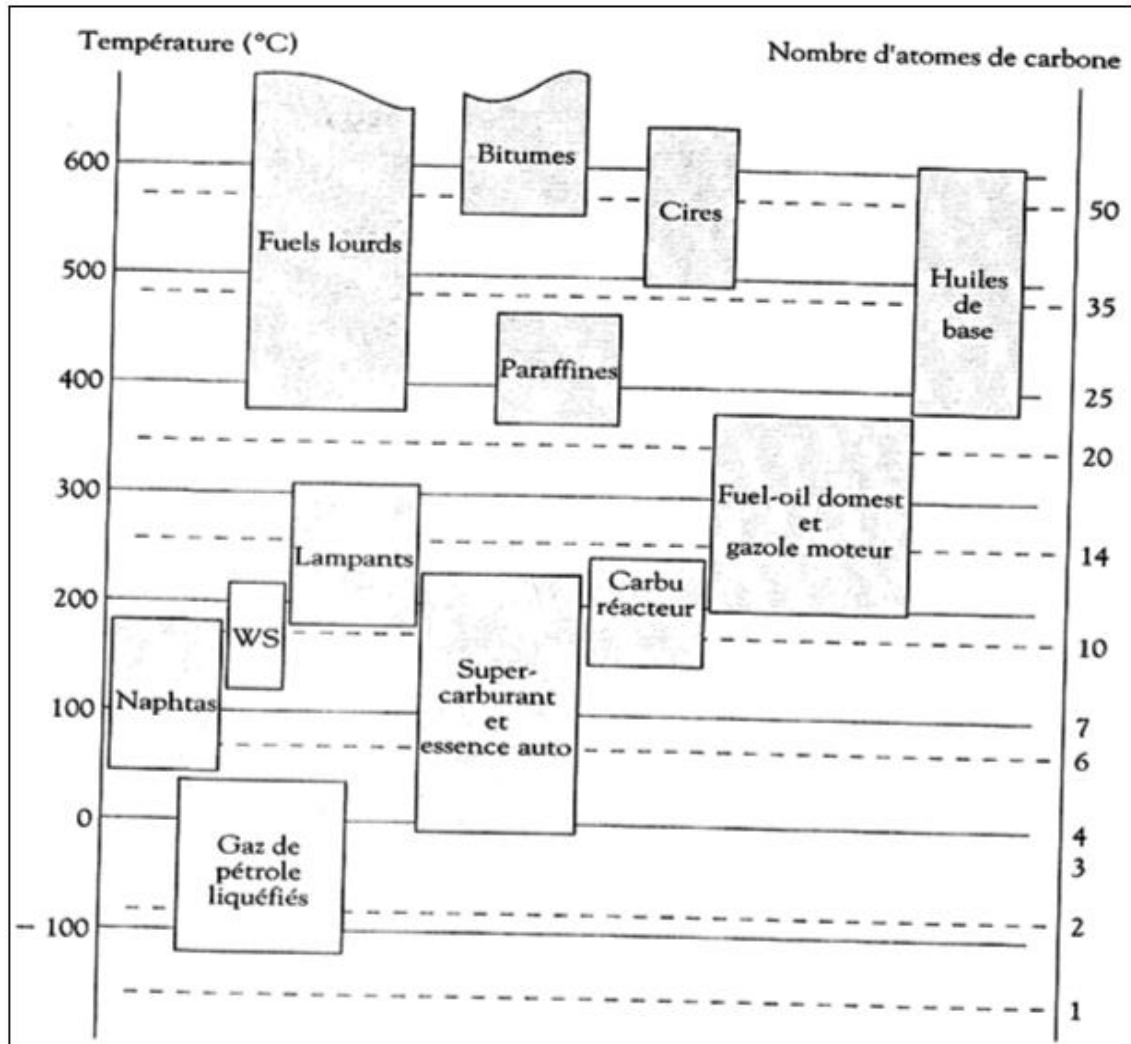 Température (°C)
Nombre d'atomes de carbone
600
500
400
300
200
100
0
- 100
Fuels lourds
Bitumes
Cires
Huiles
de
base
Paraffines
Lampants
WS
Naphtas
Gaz de
pétrole
liquéfiés
Super-
carburant
et
essence auto
Carbu
réacteur
Fuel-oil domest
et
gazole moteur
50
35
25
20
14
10
7
6
4
3
2
1